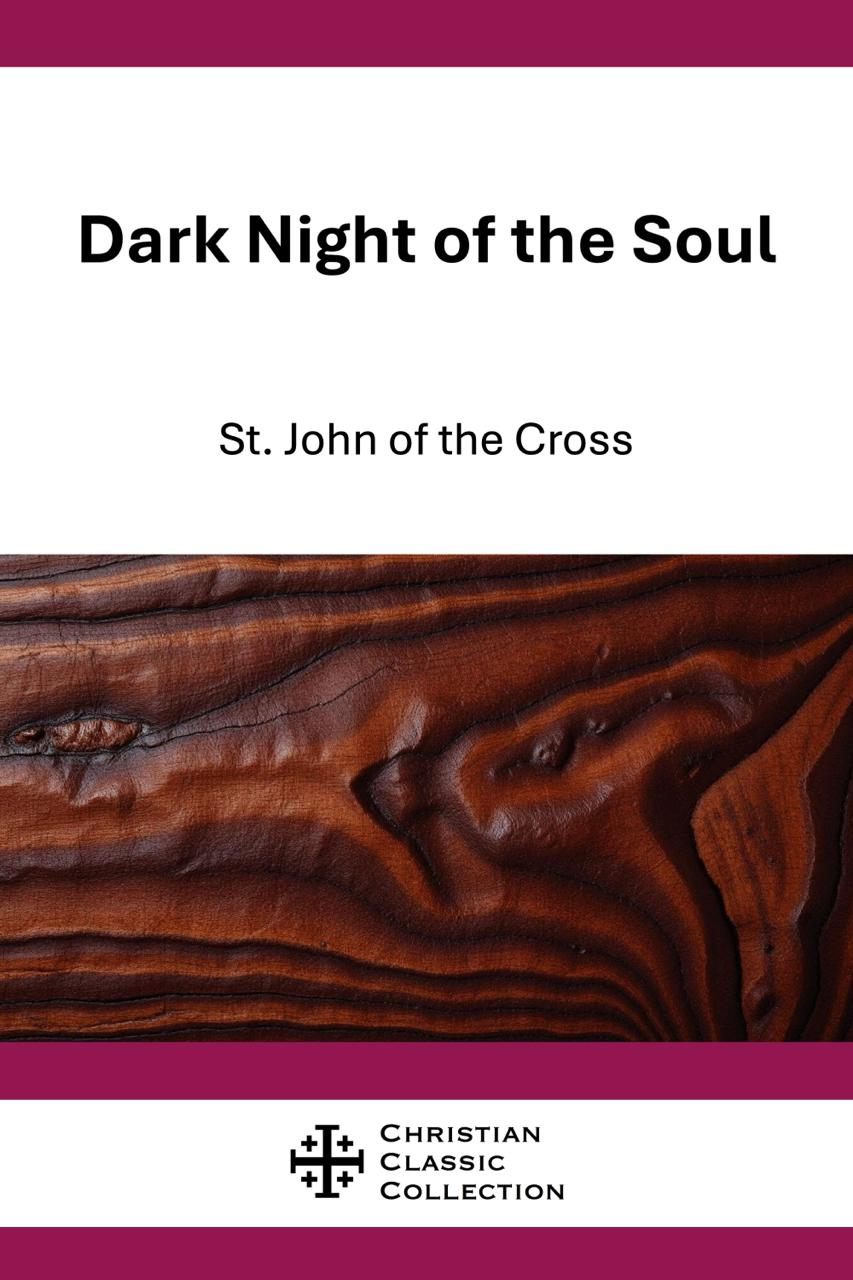 Dark Night of the Soul
St. John of the Cross
Christian
Classic
Collection